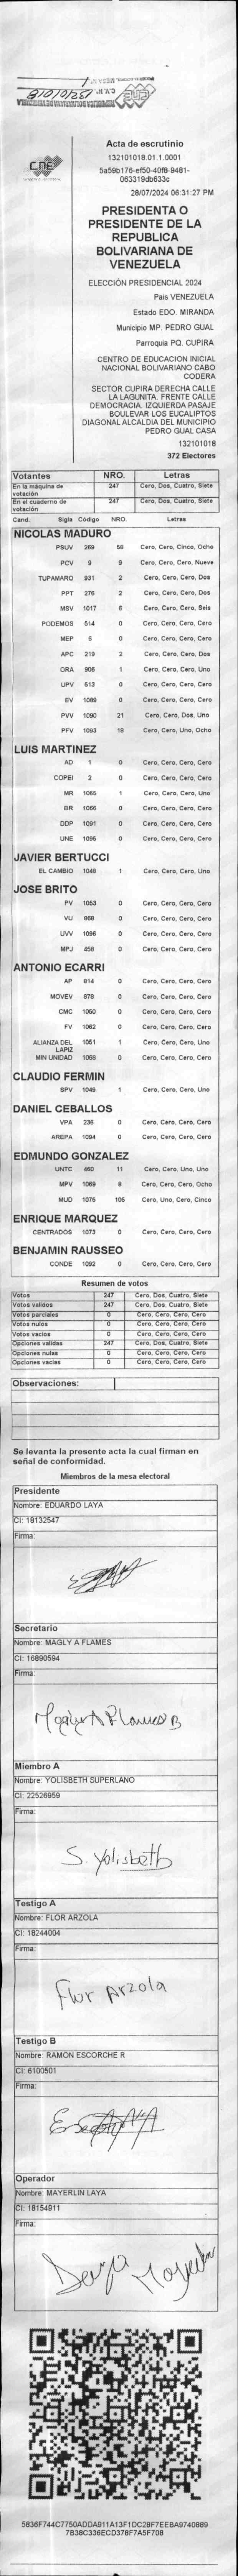 Acta de escrutinio
132101018.01.1.0001
5a59b176-ef50-40f8-9481-
063319db633c
28/07/2024 06:31:27 PM
PRESIDENTA O
PRESIDENTE DE LA
REPUBLICA
BOLIVARIANA DE
VENEZUELA
ELECCIÓN PRESIDENCIAL 2024
Pais VENEZUELA
Estado EDO. MIRANDA
Municipio MP. PEDRO GUAL
Parroquia PQ. CUPIRA
CENTRO DE EDUCACION INICIAL
NACIONAL BOLIVARIANO CABO
CODERA
SECTOR CUPIRA DERECHA CALLE
LA LAGUNITA. FRENTE CALLE
DEMOCRACIA. IZQUIERDA PASAJE
BOULEVAR LOS EUCALIPTOS
DIAGONAL ALCALDIA DEL MUNICIPIO
PEDRO GUAL CASA
132101018
372 Electores
Votantes NRO. Letras
En la máquina de votación 247 Cero, Dos, Cuatro, Siete
En el cuaderno de votación 247 Cero, Dos, Cuatro, Siete
Cand. Sigla Código NRO. Letras
NICOLAS MADURO
PSUV 269 58 Cero, Cero, Cinco, Ocho
PCV 9 9 Cero, Cero, Cero, Nueve
TUPAMARO 931 2 Cero, Cero, Cero, Dos
PPT 276 2 Cero, Cero, Cero, Dos
MSV 1017 6 Cero, Cero, Cero, Seis
PODEMOS 514 0 Cero, Cero, Cero, Cero
MEP 6 0 Cero, Cero, Cero, Cero
APC 219 2 Cero, Cero, Cero, Dos
ORA 906 1 Cero, Cero, Cero, Uno
UPV 613 0 Cero, Cero, Cero, Cero
EV 1089 0 Cero, Cero, Cero, Cero
PVV 1090 21 Cero, Cero, Dos, Uno
PFV 1093 18 Cero, Cero, Uno, Ocho
LUIS MARTINEZ
AD 1 0 Cero, Cero, Cero, Cero
COPEI 2 0 Cero, Cero, Cero, Cero
MR 1065 1 Cero, Cero, Cero, Uno
BR 1066 0 Cero, Cero, Cero, Cero
DDP 1091 0 Cero, Cero, Cero, Cero
UNE 1095 0 Cero, Cero, Cero, Cero
JAVIER BERTUCCI
EL CAMBIO 1048 1 Cero, Cero, Cero, Uno
JOSE BRITO
PV 1053 0 Cero, Cero, Cero, Cero
VU 868 0 Cero, Cero, Cero, Cero
UVV 1096 0 Cero, Cero, Cero, Cero
MPJ 458 0 Cero, Cero, Cero, Cero
ANTONIO ECARRI
AP 814 0 Cero, Cero, Cero, Cero
MOVEV 878 0 Cero, Cero, Cero, Cero
CMC 1050 0 Cero, Cero, Cero, Cero
FV 1062 0 Cero, Cero, Cero, Cero
ALIANZA DEL LAPIZ 1051 1 Cero, Cero, Cero, Uno
MIN UNIDAD 1068 0 Cero, Cero, Cero, Cero
CLAUDIO FERMIN
SPV 1049 1 Cero, Cero, Cero, Uno
DANIEL CEBALLOS
VPA 236 0 Cero, Cero, Cero, Cero
AREPA 1094 0 Cero, Cero, Cero, Cero
EDMUNDO GONZALEZ
UNTC 460 11 Cero, Cero, Uno, Uno
MPV 1069 8 Cero, Cero, Cero, Ocho
MUD 1075 105 Cero, Uno, Cero, Cinco
ENRIQUE MARQUEZ
CENTRADOS 1073 0 Cero, Cero, Cero, Cero
BENJAMIN RAUSSEO
CONDE 1092 0 Cero, Cero, Cero, Cero
Resumen de votos
Votos 247 Cero, Dos, Cuatro, Siete
Votos validos 247 Cero, Dos, Cuatro, Siete
Votos parciales 0 Cero, Cero, Cero, Cero
Votos nulos 0 Cero, Cero, Cero, Cero
Votos vacios 0 Cero, Cero, Cero, Cero
Opciones validas 247 Cero, Dos, Cuatro, Siete
Opciones nulas 0 Cero, Cero, Cero, Cero
Opciones vacias 0 Cero, Cero, Cero, Cero
Observaciones:
Se levanta la presente acta la cual firman en
señal de conformidad.
Miembros de la mesa electoral
Presidente
Nombre: EDUARDO LAYA
CI: 18132547
Firma:
Secretario
Nombre: MAGLY A FLAMES
CI: 16890594
Firma:
Magly A Flames B
Miembro A
Nombre: YOLISBETH SUPERLANO
CI: 22526959
Firma:
S. Yolisbeth
Testigo A
Nombre: FLOR ARZOLA
CI: 18244004
Firma:
Flor Arzola
Testigo B
Nombre: RAMON ESCORCHE R
CI: 6100501
Firma:
Operador
Nombre: MAYERLIN LAYA
CI: 18154911
Firma:
5836F744C7750ADDA911A13F1DC28F7EEBA9740889
7B38C336ECD378F7A5F708